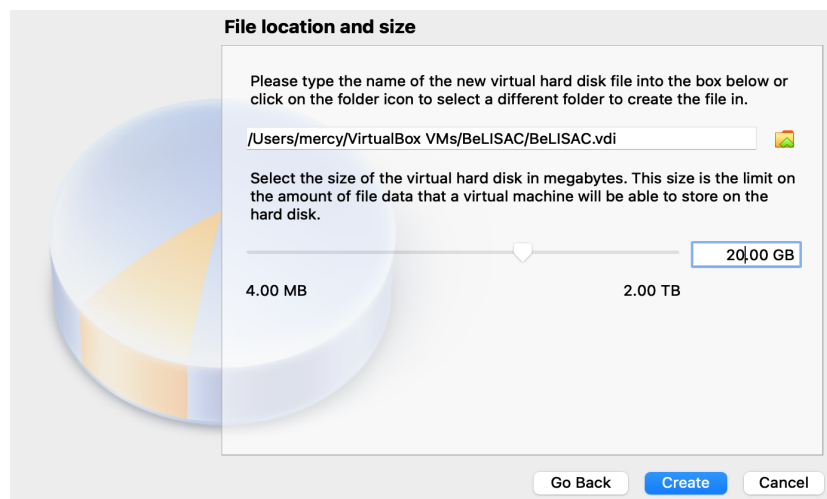 File location and size
Please type the name of the new virtual hard disk file into the box below or
click on the folder icon to select a different folder to create the file in.
/Users/mercy/VirtualBox VMs/BeLISAC/BeLISAC.vdi
Select the size of the virtual hard disk in megabytes. This size is the limit on
the amount of file data that a virtual machine will be able to store on the
hard disk.
20.00 GB
4.00 MB
2.00 TB
Go Back
Create
Cancel